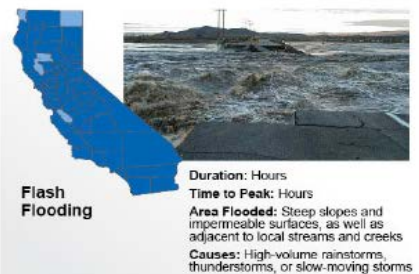 Flash
Flooding
Duration: Hours
Time to Peak: Hours
Area Flooded: Steep slopes and
impermeable surfaces, as well as
adjacent to local streams and creeks
Causes: High-volume rainstorms,
thunderstorms, or slow-moving storms